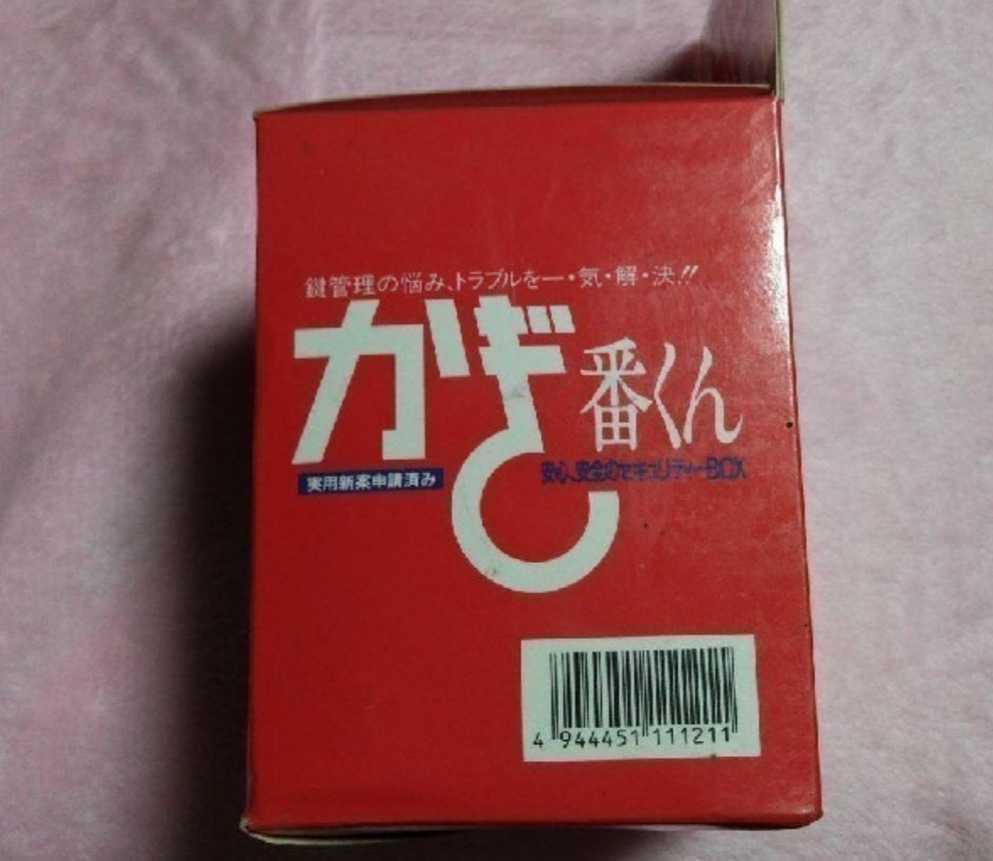 鍵管理の悩み、トラブルを一・気・解・決!!
かぎ番くん
実用新案申請済み
安心、安全のセキュリティーBOX
4 944451 111211